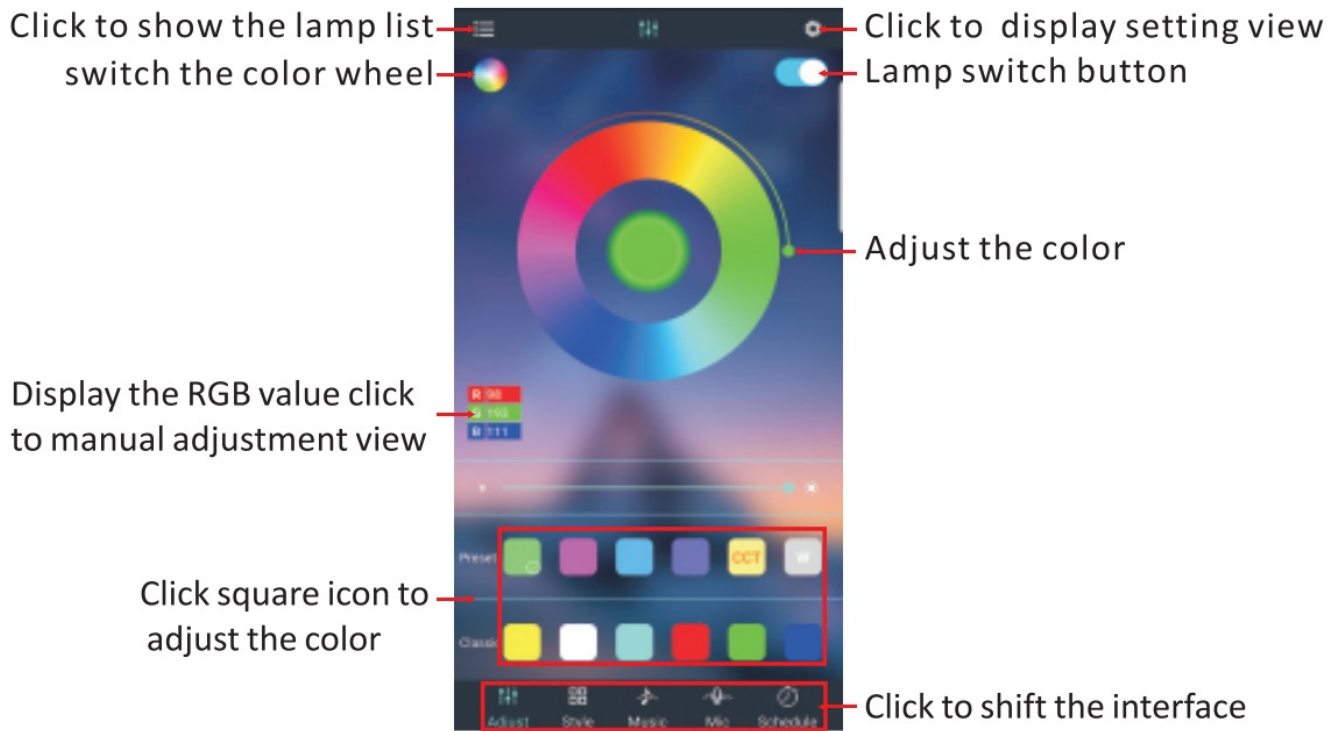 Click to show the lamp list
Click to display setting view
switch the color wheel
Lamp switch button
Adjust the color
R 90
G 193
B 111
Display the RGB value click
to manual adjustment view
Preset
CCT
W
Click square icon to
adjust the color
Classic
Adjust
Style
Music
Mic
Schedule
Click to shift the interface